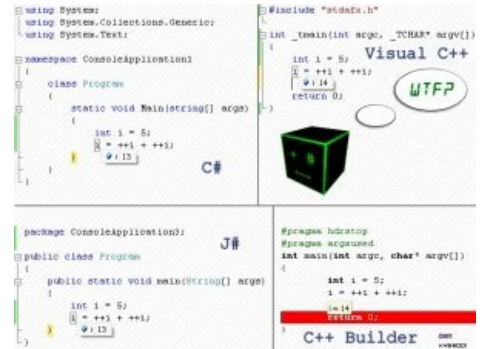 using System;
using System.Collections.Generic;
using System.Text;
namespace ConsoleApplication1
{
class Program
{
static void Main(string[] args)
{
int i = 5;
i = ++i + ++i;
i 13
}
}
}
C#
#include "stdafx.h"
int _tmain(int argc, _TCHAR* argv[])
{
Visual C++
int i = 5;
i = ++i + ++i;
i 14
return 0;
}
WTF?
package ConsoleApplication3;
J#
public class Program
{
public static void main(String[] args)
{
int i = 5;
i = ++i + ++i;
i 13
}
}
#pragma hdrstop
#pragma argsused
int main(int argc, char* argv[])
{
int i = 5;
i = ++i + ++i;
i=14
return 0;
}
C++ Builder